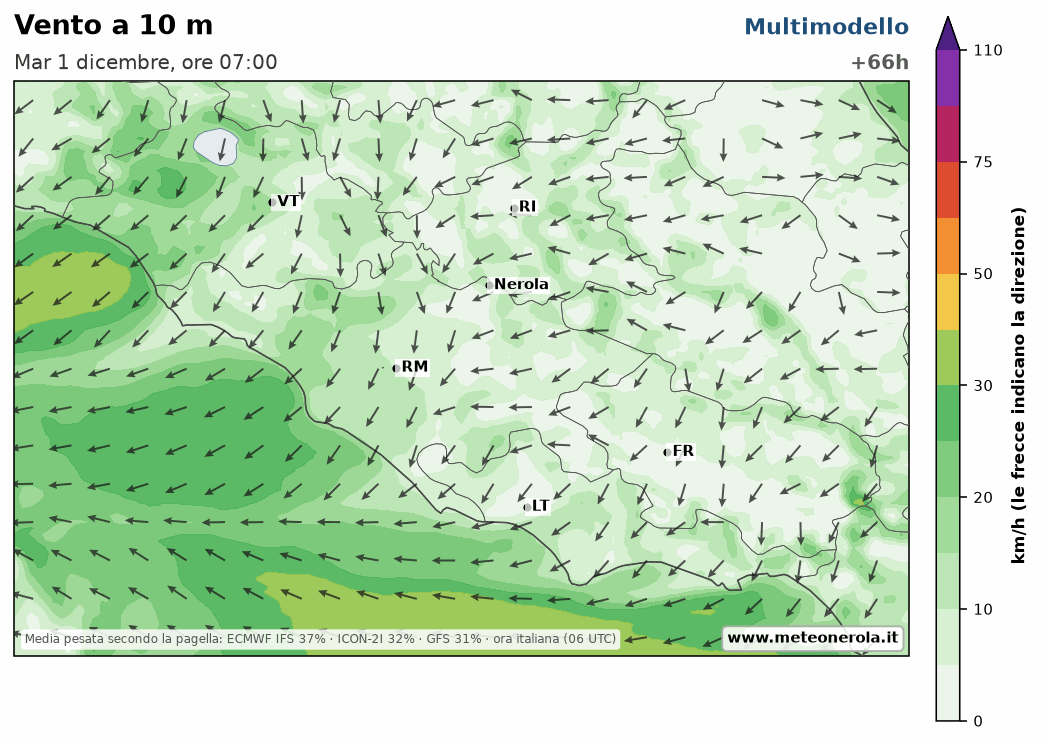 Vento a 10 m
Multimodello
Mar 1 dicembre, ore 07:00
+66h
VT
RI
Nerola
RM
FR
LT
Media pesata secondo la pagella: ECMWF IFS 37% · ICON-2I 32% · GFS 31% · ora italiana (06 UTC)
www.meteonerola.it
110
75
50
30
20
10
0
km/h (le frecce indicano la direzione)